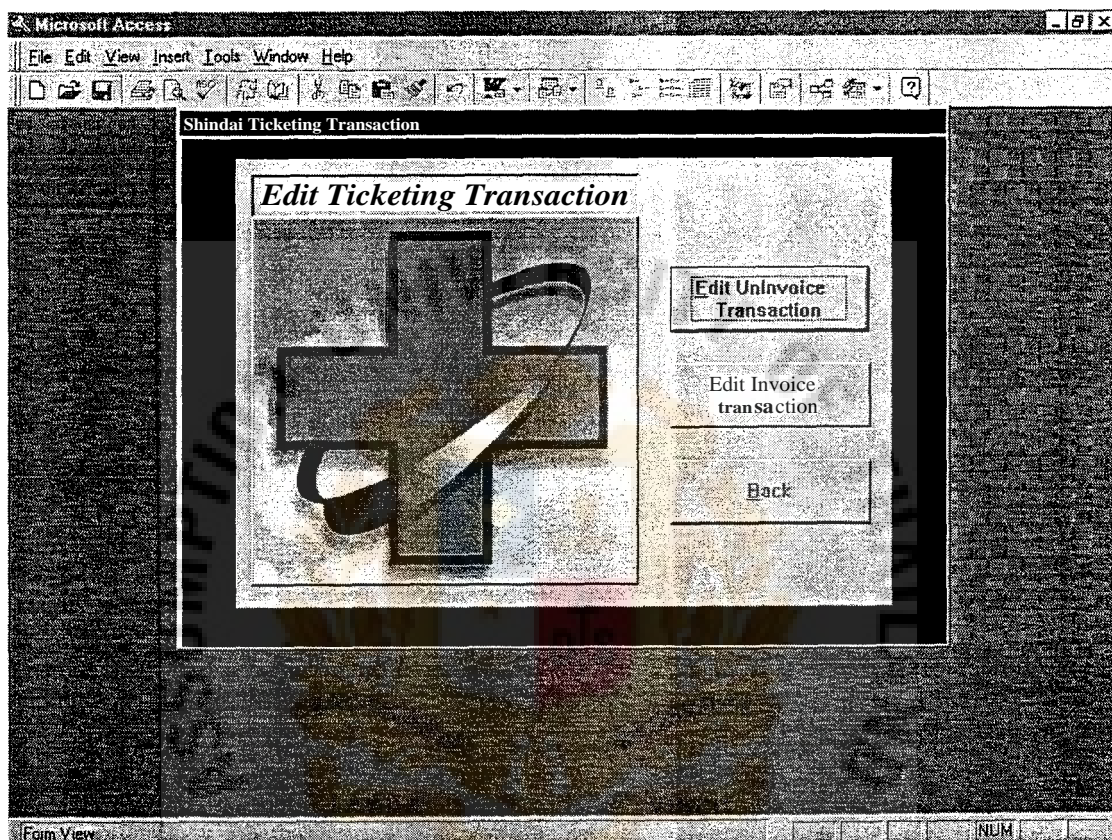 Microsoft Access
File Edit View Insert Tools Window Help
Shindai Ticketing Transaction
Edit Ticketing Transaction
Edit UnInvoice
Transaction
Edit Invoice
transaction
Back
Form View
NUM